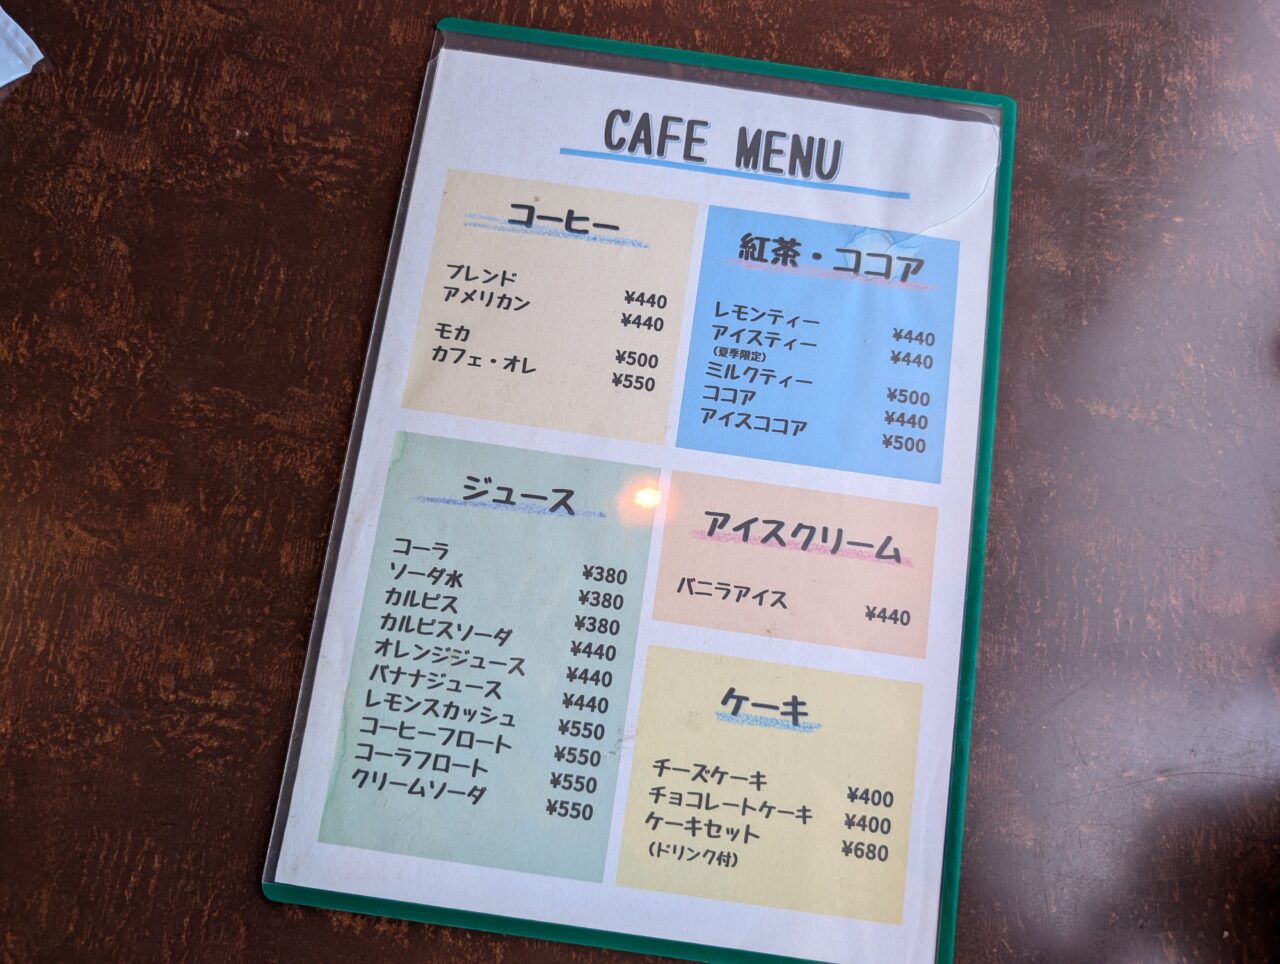 CAFE MENU
コーヒー
ブレンド ¥440
アメリカン ¥440
モカ ¥500
カフェ・オレ ¥550
紅茶・ココア
レモンティー ¥440
アイスティー ¥440
(夏季限定)
ミルクティー ¥500
ココア ¥440
アイスココア ¥500
ジュース
コーラ ¥380
ソーダ水 ¥380
カルピス ¥380
カルピスソーダ ¥440
オレンジジュース ¥440
バナナジュース ¥440
レモンスカッシュ ¥550
コーヒーフロート ¥550
コーラフロート ¥550
クリームソーダ ¥550
アイスクリーム
バニラアイス ¥440
ケーキ
チーズケーキ ¥400
チョコレートケーキ ¥400
ケーキセット ¥680
(ドリンク付)